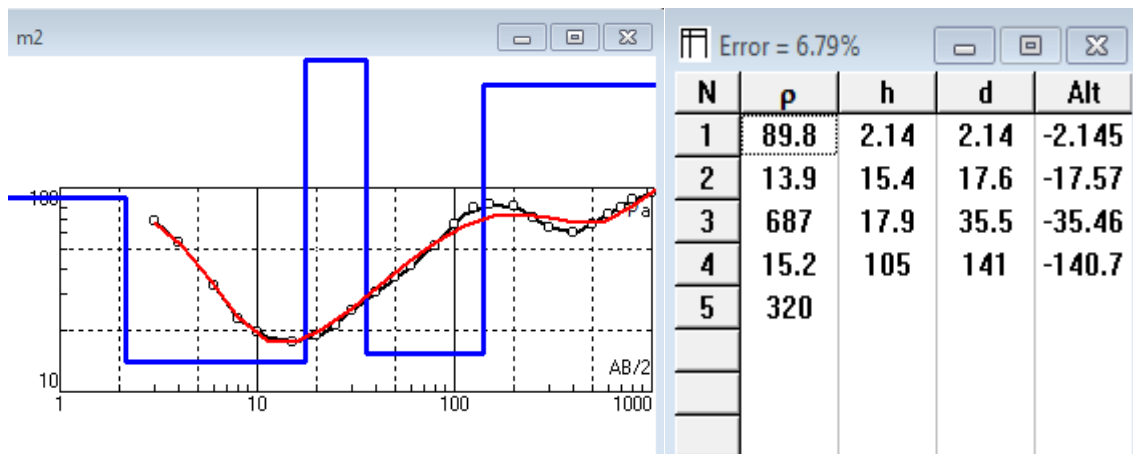 m2
100
Pa
AB/2
10
1 10 100 1000
Error = 6.79%
N ρ h d Alt
1 89.8 2.14 2.14 -2.145
2 13.9 15.4 17.6 -17.57
3 687 17.9 35.5 -35.46
4 15.2 105 141 -140.7
5 320